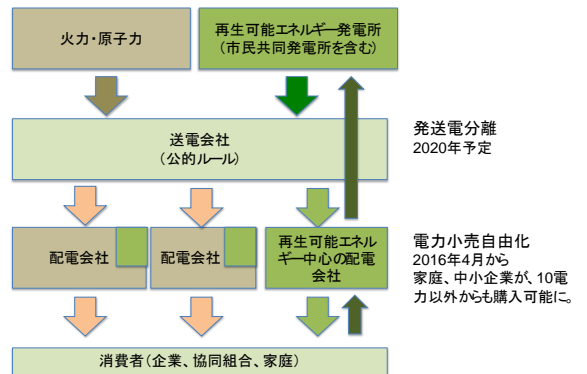 火力・原子力
再生可能エネルギー発電所
(市民共同発電所を含む)
送電会社
(公的ルール)
発送電分離
2020年予定
配電会社
配電会社
再生可能エネル
ギー中心の配電
会社
電力小売自由化
2016年4月から
家庭、中小企業が、10電
力以外からも購入可能に。
消費者(企業、協同組合、家庭)